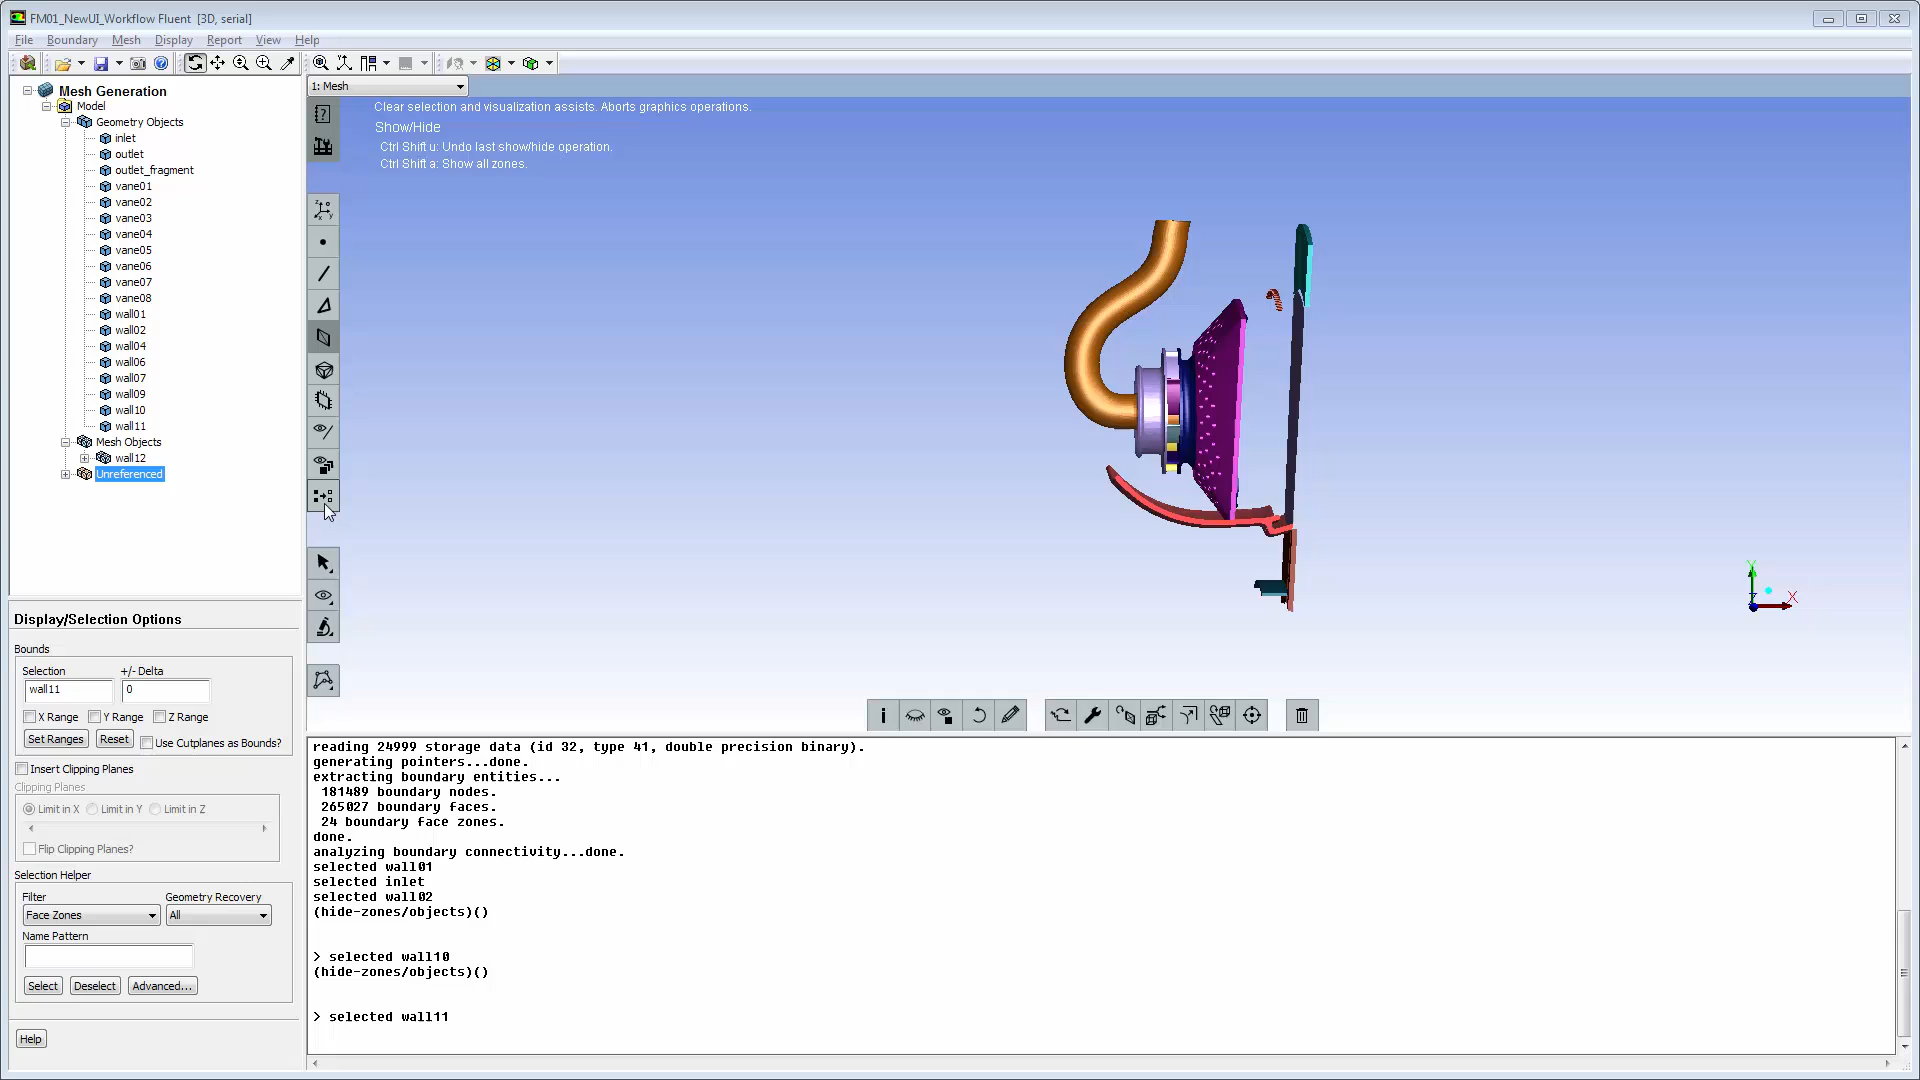 FM01_NewUI_Workflow Fluent [3D, serial]
File Boundary Mesh Display Report View Help
Mesh Generation
Model
Geometry Objects
inlet
outlet
outlet_fragment
vane01
vane02
vane03
vane04
vane05
vane06
vane07
vane08
wall01
wall02
wall04
wall06
wall07
wall09
wall10
wall11
Mesh Objects
wall12
Unreferenced
1: Mesh
Clear selection and visualization assists. Aborts graphics operations.
Show/Hide
Ctrl Shift u: Undo last show/hide operation.
Ctrl Shift a: Show all zones.
Y
X
Z
Display/Selection Options
Bounds
Selection +/- Delta
wall11 0
X Range Y Range Z Range
Set Ranges Reset Use Cutplanes as Bounds?
Insert Clipping Planes
Clipping Planes
Limit in X Limit in Y Limit in Z
Flip Clipping Planes?
Selection Helper
Filter Geometry Recovery
Face Zones All
Name Pattern
Select Deselect Advanced...
Help
reading 24999 storage data (id 32, type 41, double precision binary).
generating pointers...done.
extracting boundary entities...
181489 boundary nodes.
265027 boundary faces.
24 boundary face zones.
done.
analyzing boundary connectivity...done.
selected wall01
selected inlet
selected wall02
(hide-zones/objects)()
> selected wall10
(hide-zones/objects)()
> selected wall11